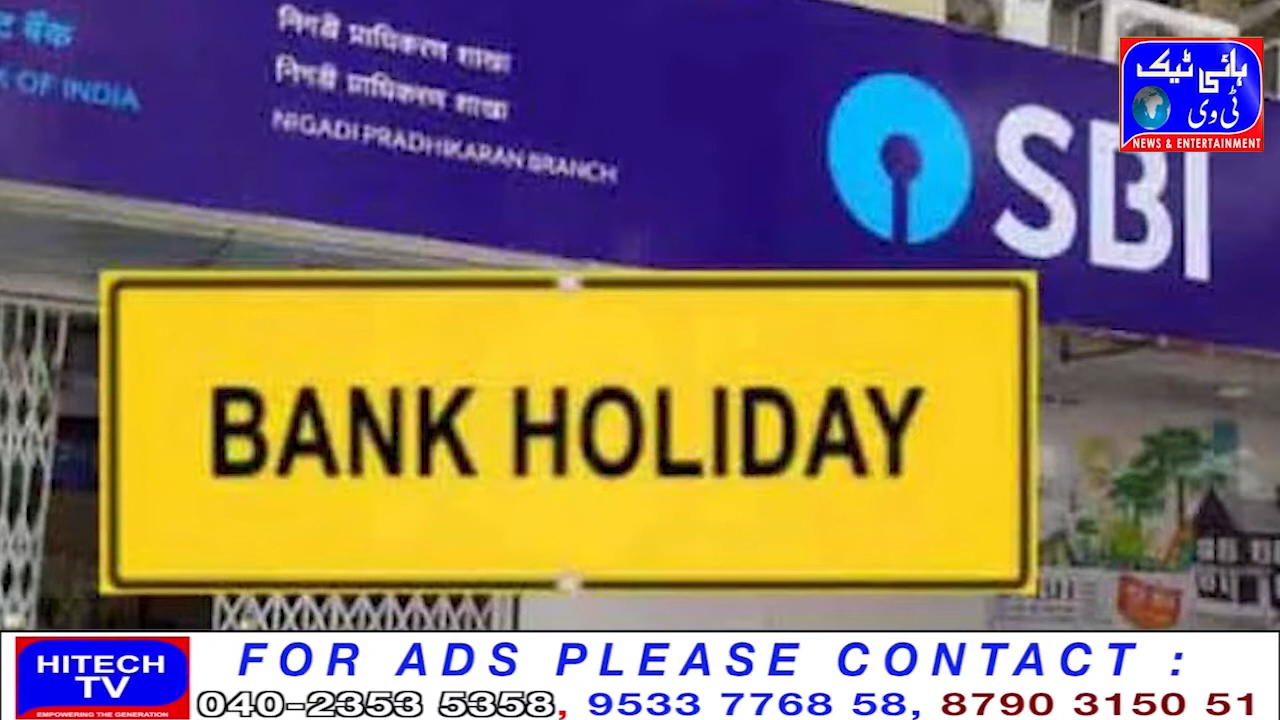 ट बैंक
OF INDIA
निगडी प्राधिकरण शाखा
निगडी प्राधिकरण शाखा
NIGADI PRADHIKARAN BRANCH
SBI
ہائی ٹیک
ٹی وی
NEWS & ENTERTAINMENT
BANK HOLIDAY
HITECH
TV
EMPOWERING THE GENERATION
FOR ADS PLEASE CONTACT :
040-2353 5358, 9533 7768 58, 8790 3150 51